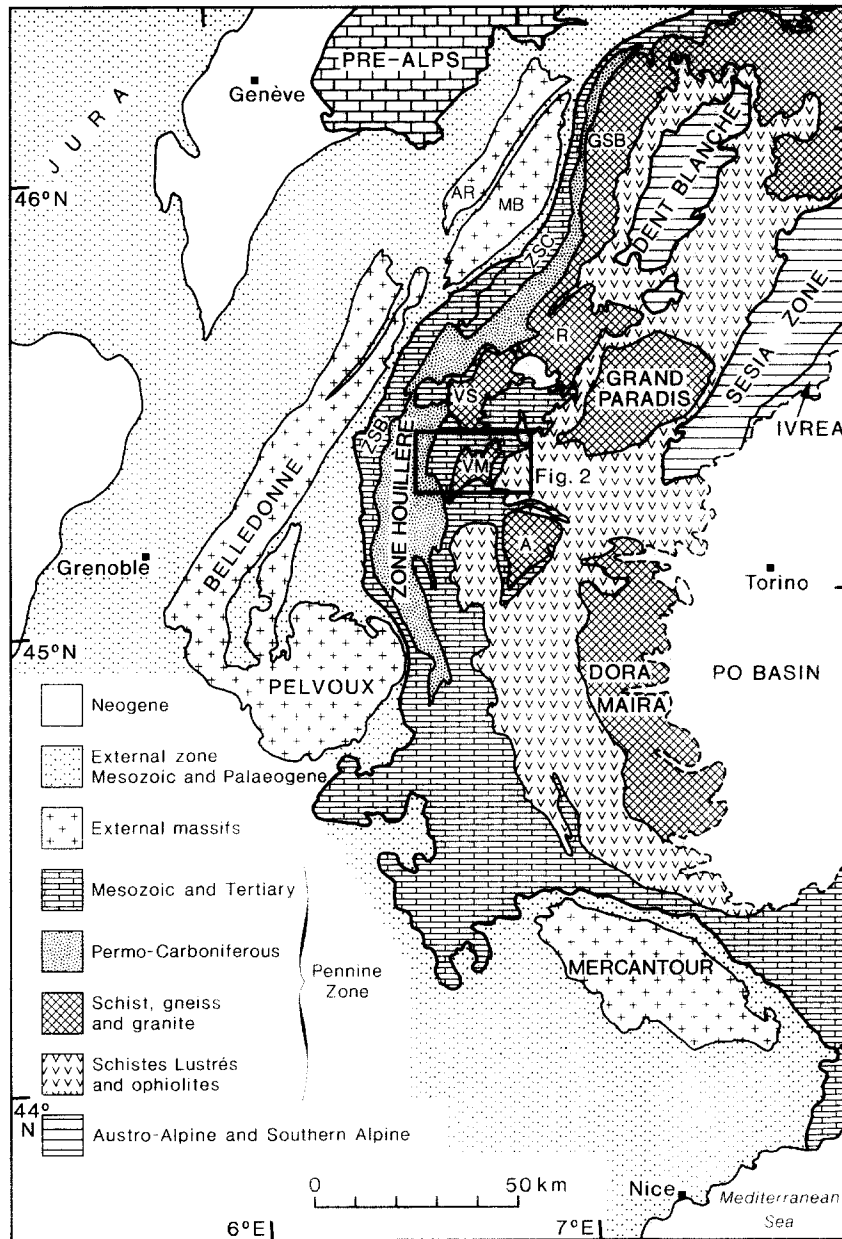 PRE-ALPS
Genève
JURA
GSB
DENT BLANCHE
46°N
AR
MB
ZSC
SESIA ZONE
R
GRAND
PARADIS
VS
IVREA
ZSB
ZONE HOUILLÈRE
VM
Fig. 2
BELLEDONNE
A
Grenoble
Torino
45°N
PELVOUX
DORA
MAIRA
PO BASIN
Neogene
External zone
Mesozoic and Palaeogene
External massifs
Mesozoic and Tertiary
Permo-Carboniferous
Pennine
Zone
MERCANTOUR
Schist, gneiss
and granite
Schistes Lustrés
and ophiolites
44°
N
Austro-Alpine and Southern Alpine
0 50 km
Nice
Mediterranean
Sea
6°E
7°E